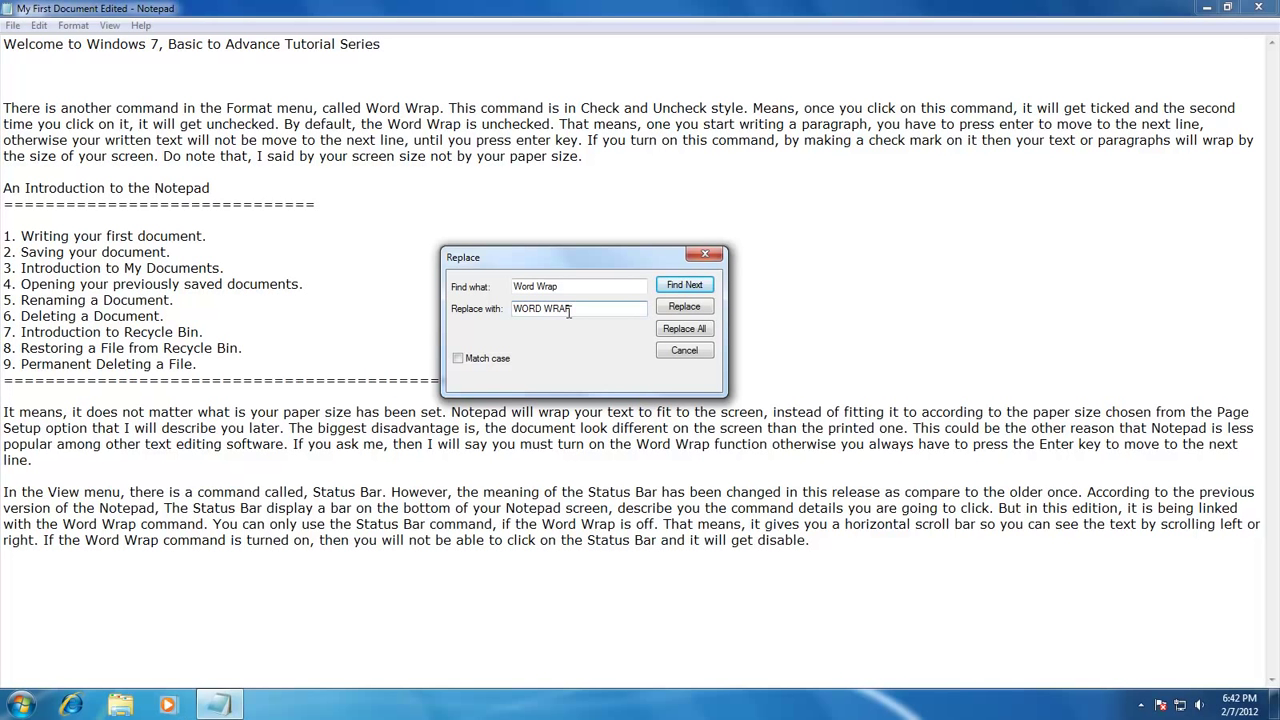 My First Document Edited - Notepad
File Edit Format View Help
Welcome to Windows 7, Basic to Advance Tutorial Series
There is another command in the Format menu, called Word Wrap. This command is in Check and Uncheck style. Means, once you click on this command, it will get ticked and the second
time you click on it, it will get unchecked. By default, the Word Wrap is unchecked. That means, one you start writing a paragraph, you have to press enter to move to the next line,
otherwise your written text will not be move to the next line, until you press enter key. If you turn on this command, by making a check mark on it then your text or paragraphs will wrap by
the size of your screen. Do note that, I said by your screen size not by your paper size.
An Introduction to the Notepad
==============================
1. Writing your first document.
2. Saving your document.
3. Introduction to My Documents.
4. Opening your previously saved documents.
5. Renaming a Document.
6. Deleting a Document.
7. Introduction to Recycle Bin.
8. Restoring a File from Recycle Bin.
9. Permanent Deleting a File.
==========================================
Replace
Find what: Word Wrap Find Next
Replace with: WORD WRAP Replace
Replace All
Match case Cancel
It means, it does not matter what is your paper size has been set. Notepad will wrap your text to fit to the screen, instead of fitting it to according to the paper size chosen from the Page
Setup option that I will describe you later. The biggest disadvantage is, the document look different on the screen than the printed one. This could be the other reason that Notepad is less
popular among other text editing software. If you ask me, then I will say you must turn on the Word Wrap function otherwise you always have to press the Enter key to move to the next
line.
In the View menu, there is a command called, Status Bar. However, the meaning of the Status Bar has been changed in this release as compare to the older once. According to the previous
version of the Notepad, The Status Bar display a bar on the bottom of your Notepad screen, describe you the command details you are going to click. But in this edition, it is being linked
with the Word Wrap command. You can only use the Status Bar command, if the Word Wrap is off. That means, it gives you a horizontal scroll bar so you can see the text by scrolling left or
right. If the Word Wrap command is turned on, then you will not be able to click on the Status Bar and it will get disable.
6:42 PM
2/7/2012